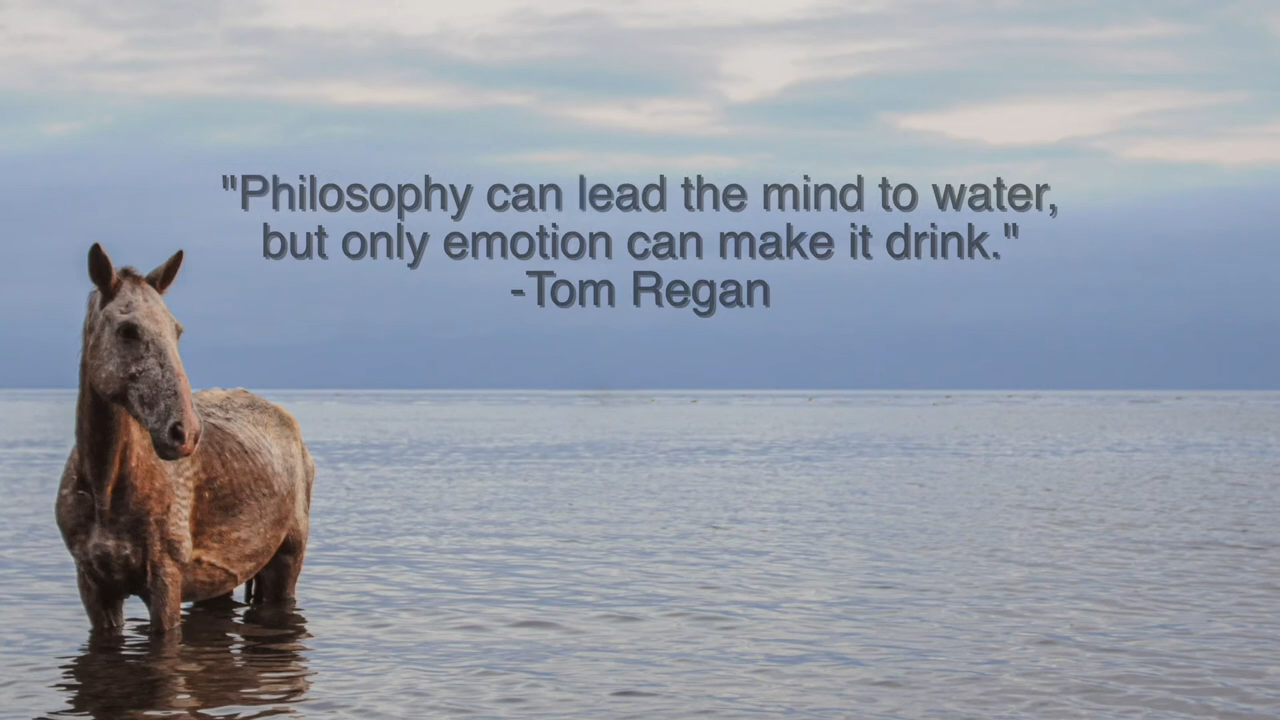 "Philosophy can lead the mind to water,
but only emotion can make it drink."
-Tom Regan